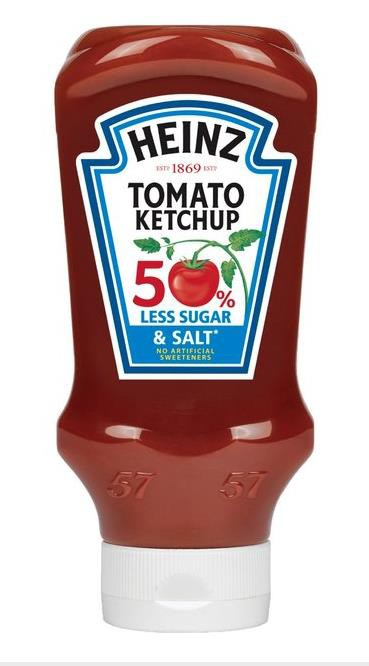 HEINZ
ESTD 1869 ESTD
TOMATO
KETCHUP
50%
LESS SUGAR
& SALT*
NO ARTIFICIAL
SWEETENERS
57 57